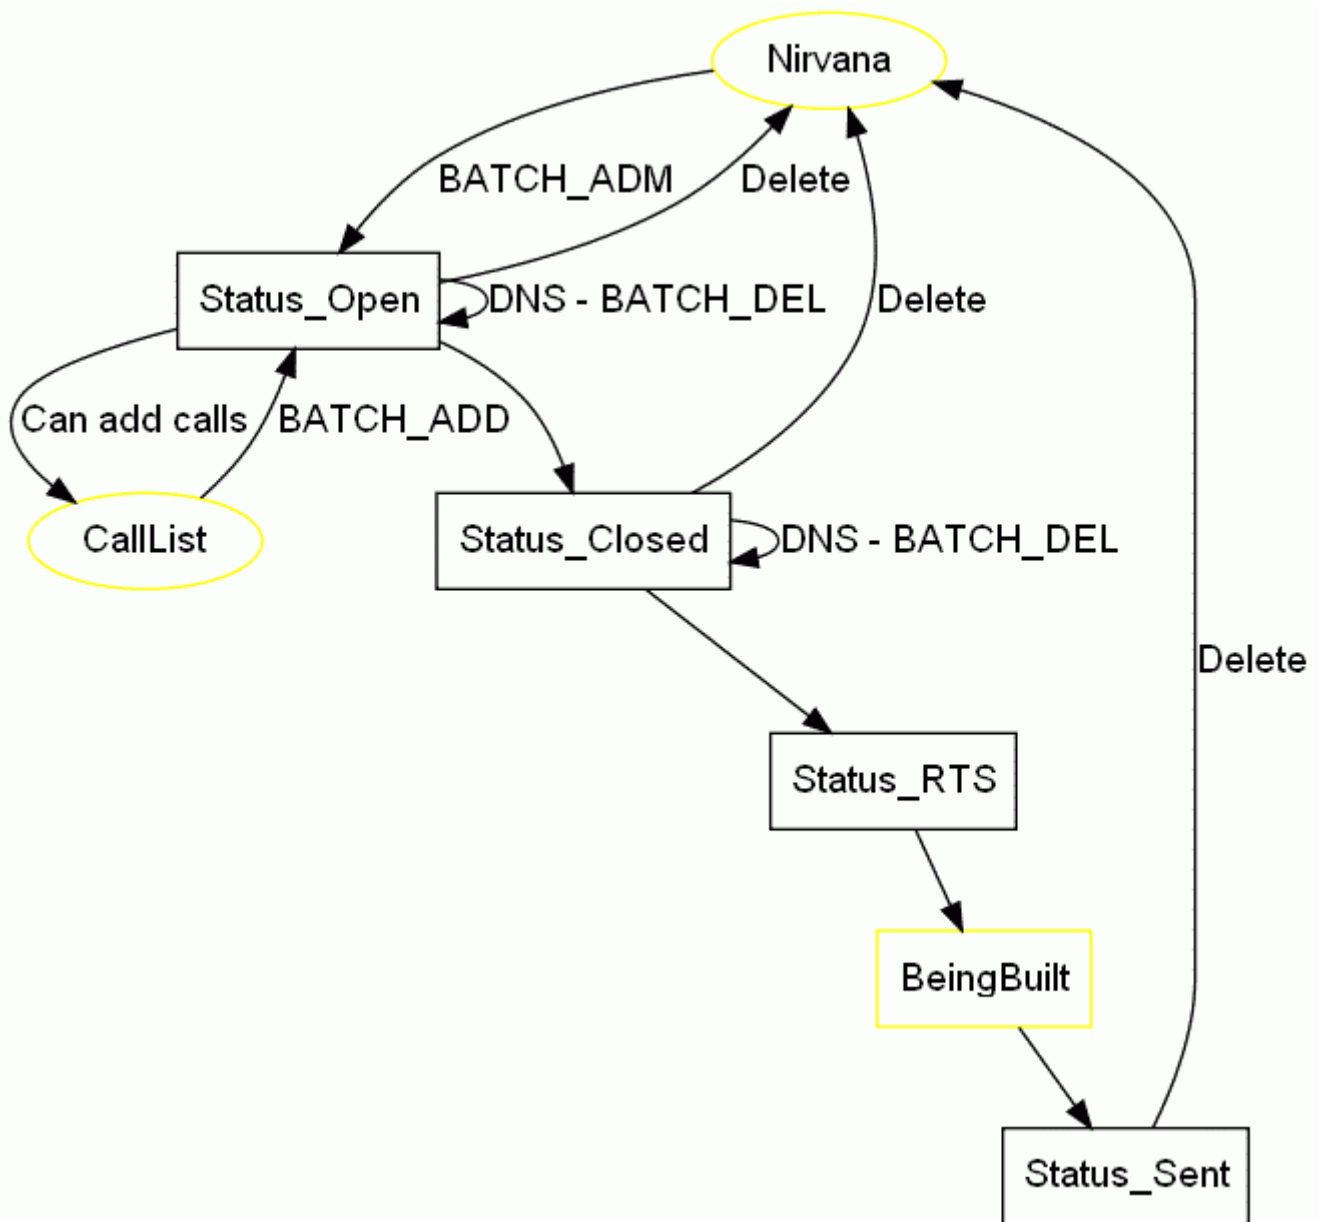 Nirvana
BATCH_ADM
Delete
Status_Open
DNS - BATCH_DEL
Delete
Can add calls
BATCH_ADD
CallList
Status_Closed
DNS - BATCH_DEL
Delete
Status_RTS
BeingBuilt
Status_Sent